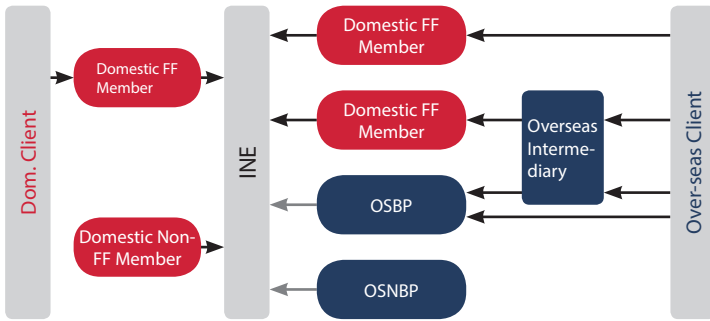 Dom. Client
Domestic FF
Member
Domestic Non-
FF Member
INE
Domestic FF
Member
Domestic FF
Member
OSBP
OSNBP
Overseas
Interme-
diary
Over-seas Client